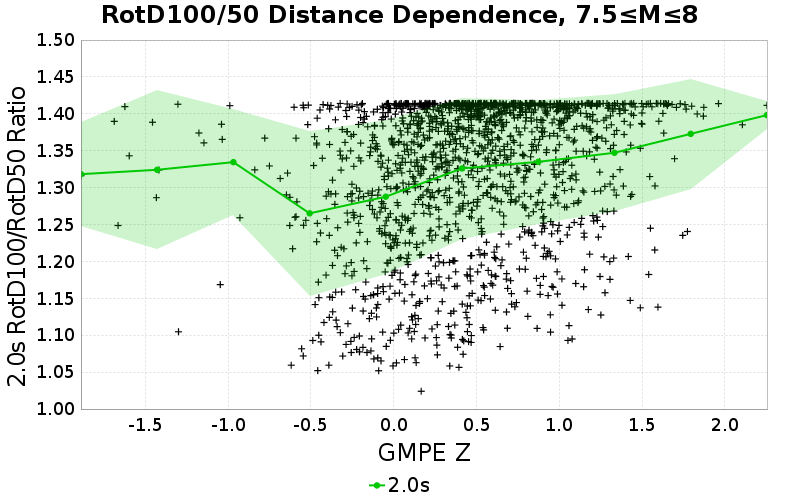 RotD100/50 Distance Dependence, 7.5≤M≤8
2.0s RotD100/RotD50 Ratio
1.50
1.45
1.40
1.35
1.30
1.25
1.20
1.15
1.10
1.05
1.00
-1.5 -1.0 -0.5 0.0 0.5 1.0 1.5 2.0
GMPE Z
2.0s